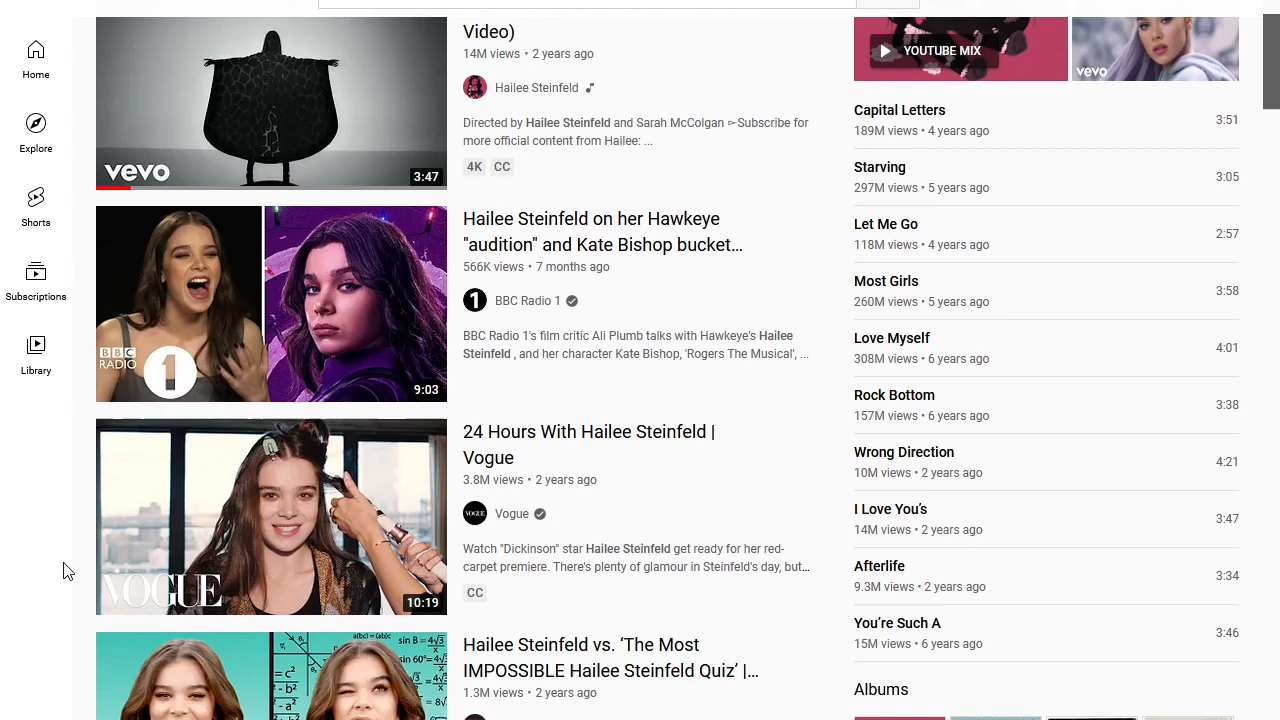 Home
Explore
Shorts
Subscriptions
Library
vevo
3:47
Video)
14M views • 2 years ago
Hailee Steinfeld
Directed by Hailee Steinfeld and Sarah McColgan ➣Subscribe for
more official content from Hailee: ...
4K CC
BBC
RADIO
1
9:03
Hailee Steinfeld on her Hawkeye
"audition" and Kate Bishop bucket…
566K views • 7 months ago
1 BBC Radio 1
BBC Radio 1's film critic Ali Plumb talks with Hawkeye's Hailee
Steinfeld , and her character Kate Bishop, 'Rogers The Musical', ...
VOGUE
10:19
24 Hours With Hailee Steinfeld |
Vogue
3.8M views • 2 years ago
VOGUE Vogue
Watch "Dickinson" star Hailee Steinfeld get ready for her red-
carpet premiere. There's plenty of glamour in Steinfeld's day, but…
CC
Hailee Steinfeld vs. ‘The Most
IMPOSSIBLE Hailee Steinfeld Quiz’ |…
1.3M views • 2 years ago
YOUTUBE MIX
vevo
Capital Letters 3:51
189M views • 4 years ago
Starving 3:05
297M views • 5 years ago
Let Me Go 2:57
118M views • 4 years ago
Most Girls 3:58
260M views • 5 years ago
Love Myself 4:01
308M views • 6 years ago
Rock Bottom 3:38
157M views • 6 years ago
Wrong Direction 4:21
10M views • 2 years ago
I Love You’s 3:47
14M views • 2 years ago
Afterlife 3:34
9.3M views • 2 years ago
You’re Such A 3:46
15M views • 6 years ago
Albums